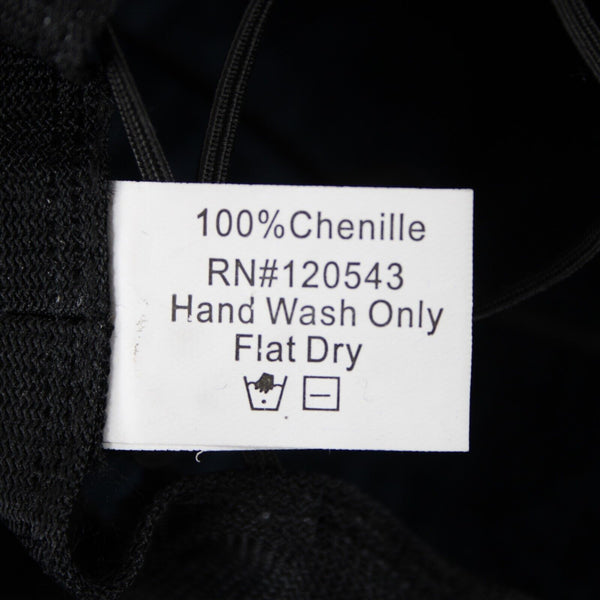 100%Chenille
RN#120543
Hand Wash Only
Flat Dry